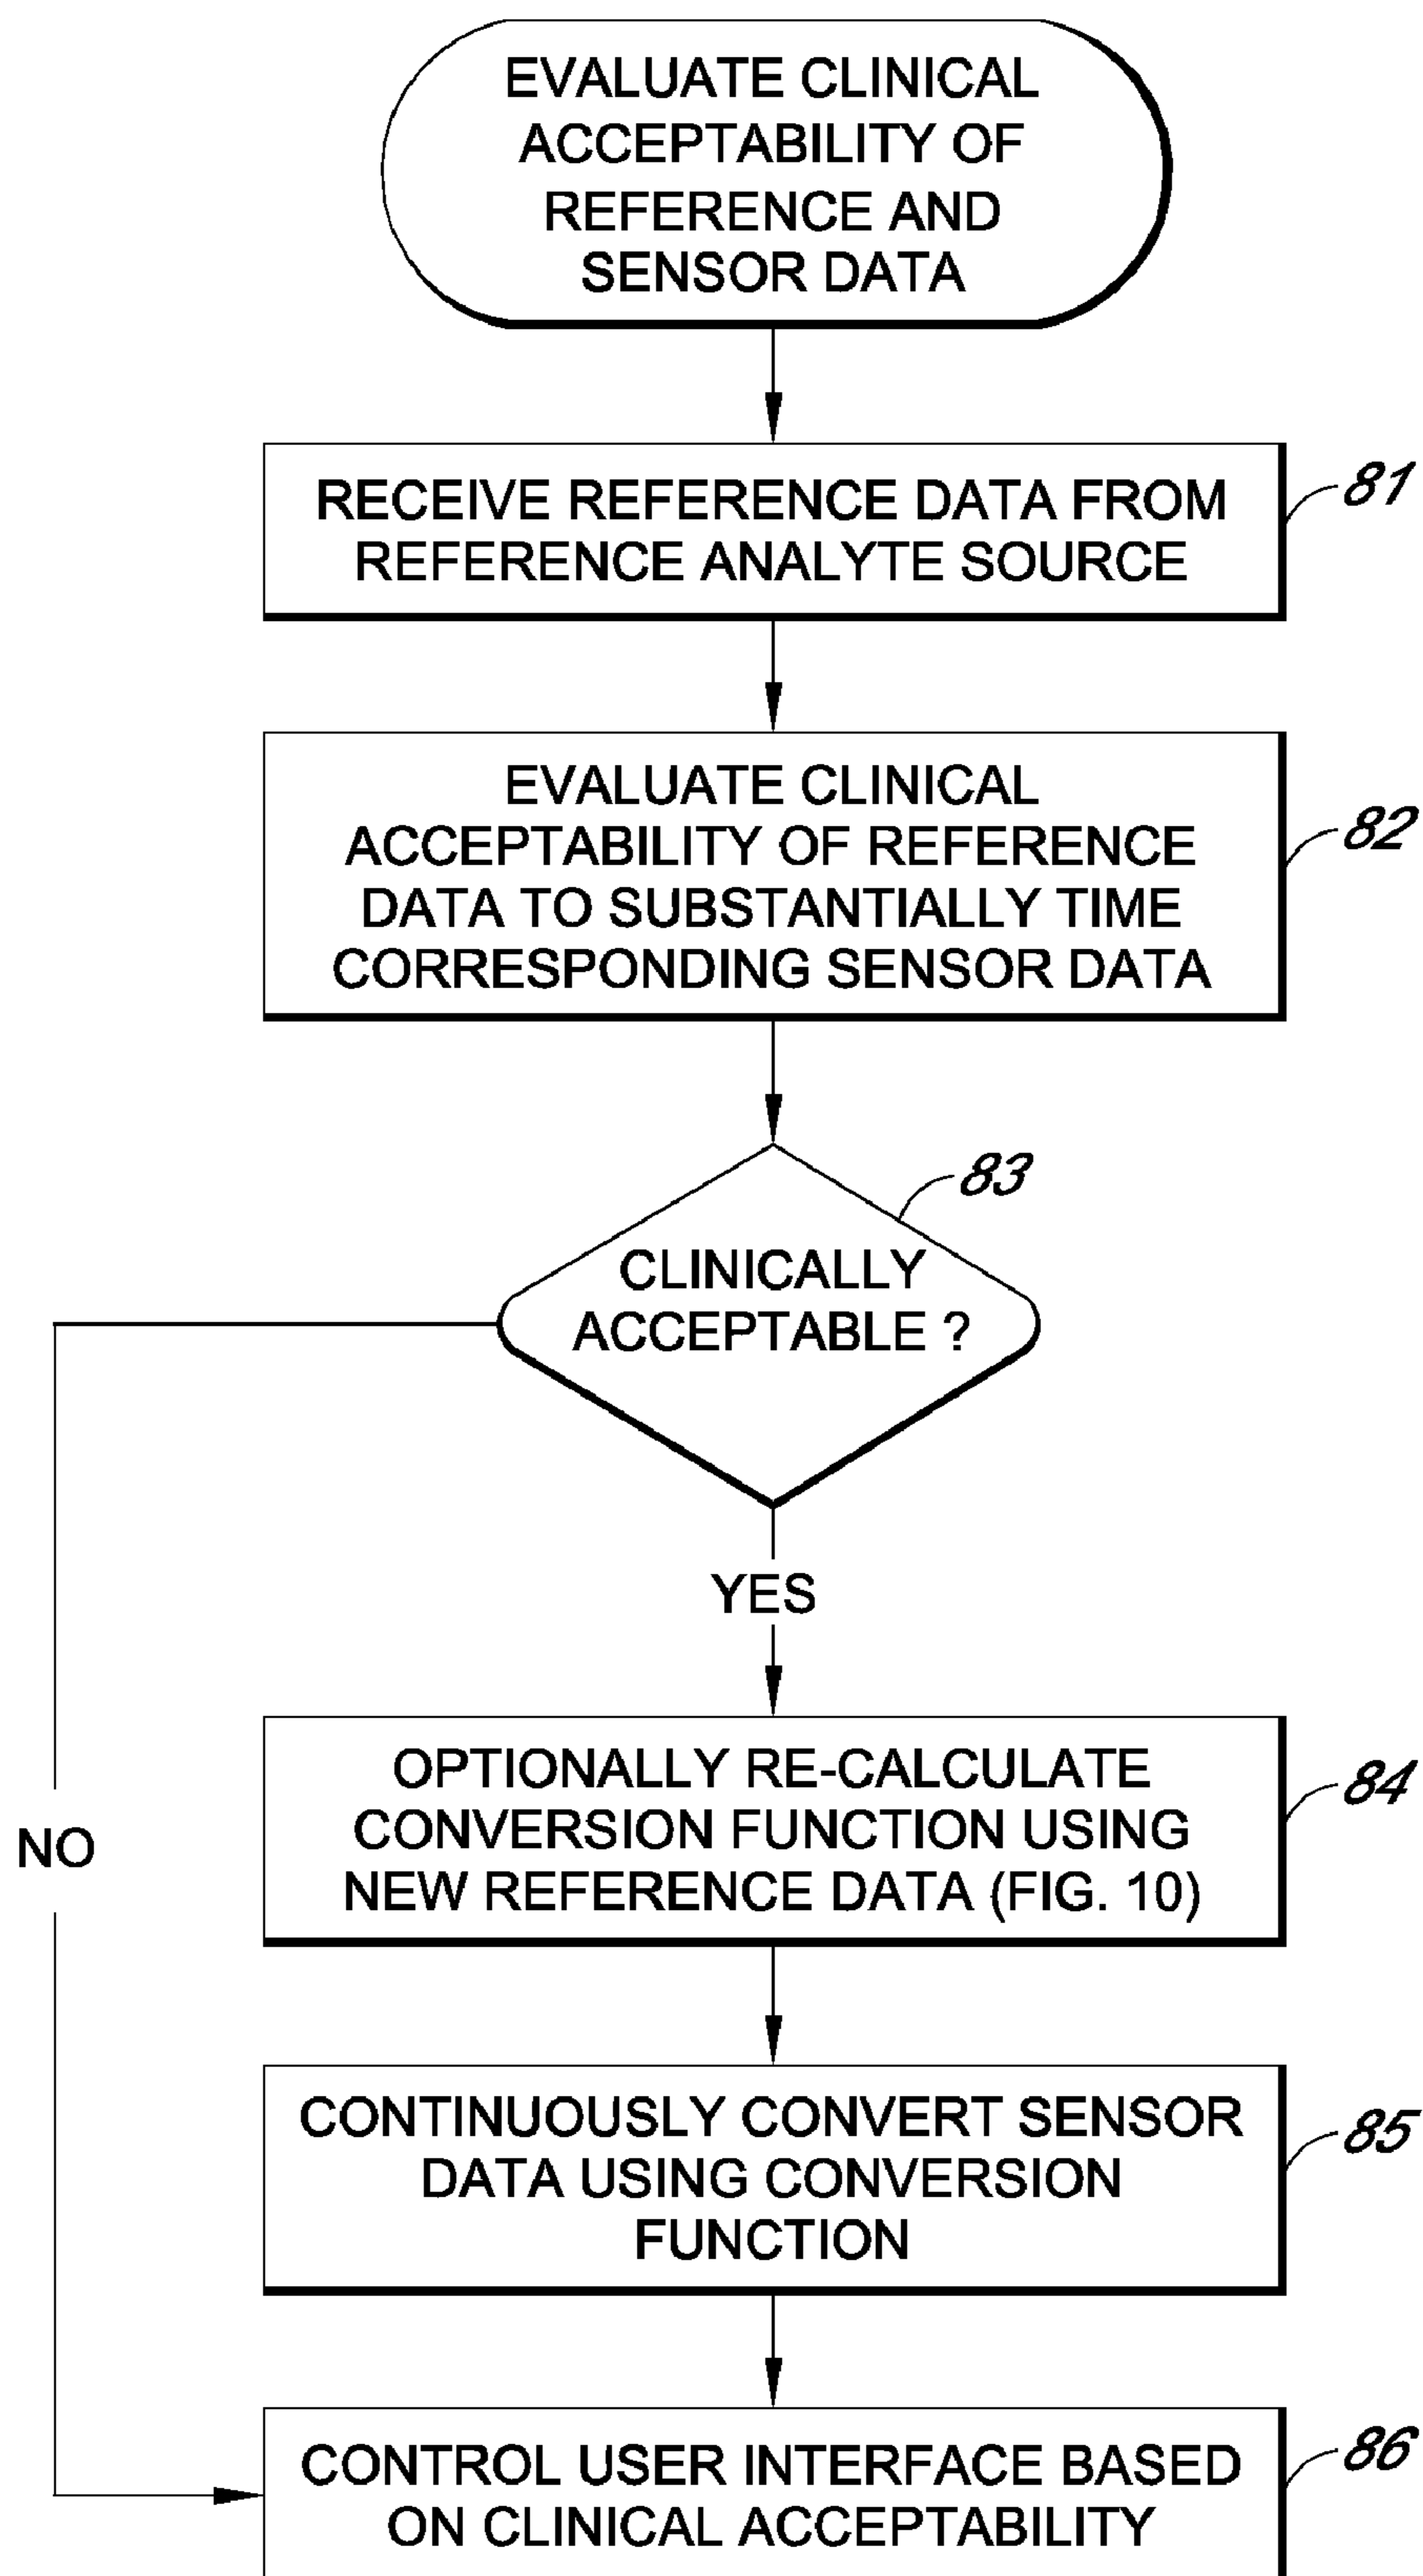 EVALUATE CLINICAL
ACCEPTABILITY OF
REFERENCE AND
SENSOR DATA
RECEIVE REFERENCE DATA FROM
REFERENCE ANALYTE SOURCE
81
EVALUATE CLINICAL
ACCEPTABILITY OF REFERENCE
DATA TO SUBSTANTIALLY TIME
CORRESPONDING SENSOR DATA
82
83
CLINICALLY
ACCEPTABLE ?
YES
NO
OPTIONALLY RE-CALCULATE
CONVERSION FUNCTION USING
NEW REFERENCE DATA (FIG. 10)
84
CONTINUOUSLY CONVERT SENSOR
DATA USING CONVERSION
FUNCTION
85
CONTROL USER INTERFACE BASED
ON CLINICAL ACCEPTABILITY
86